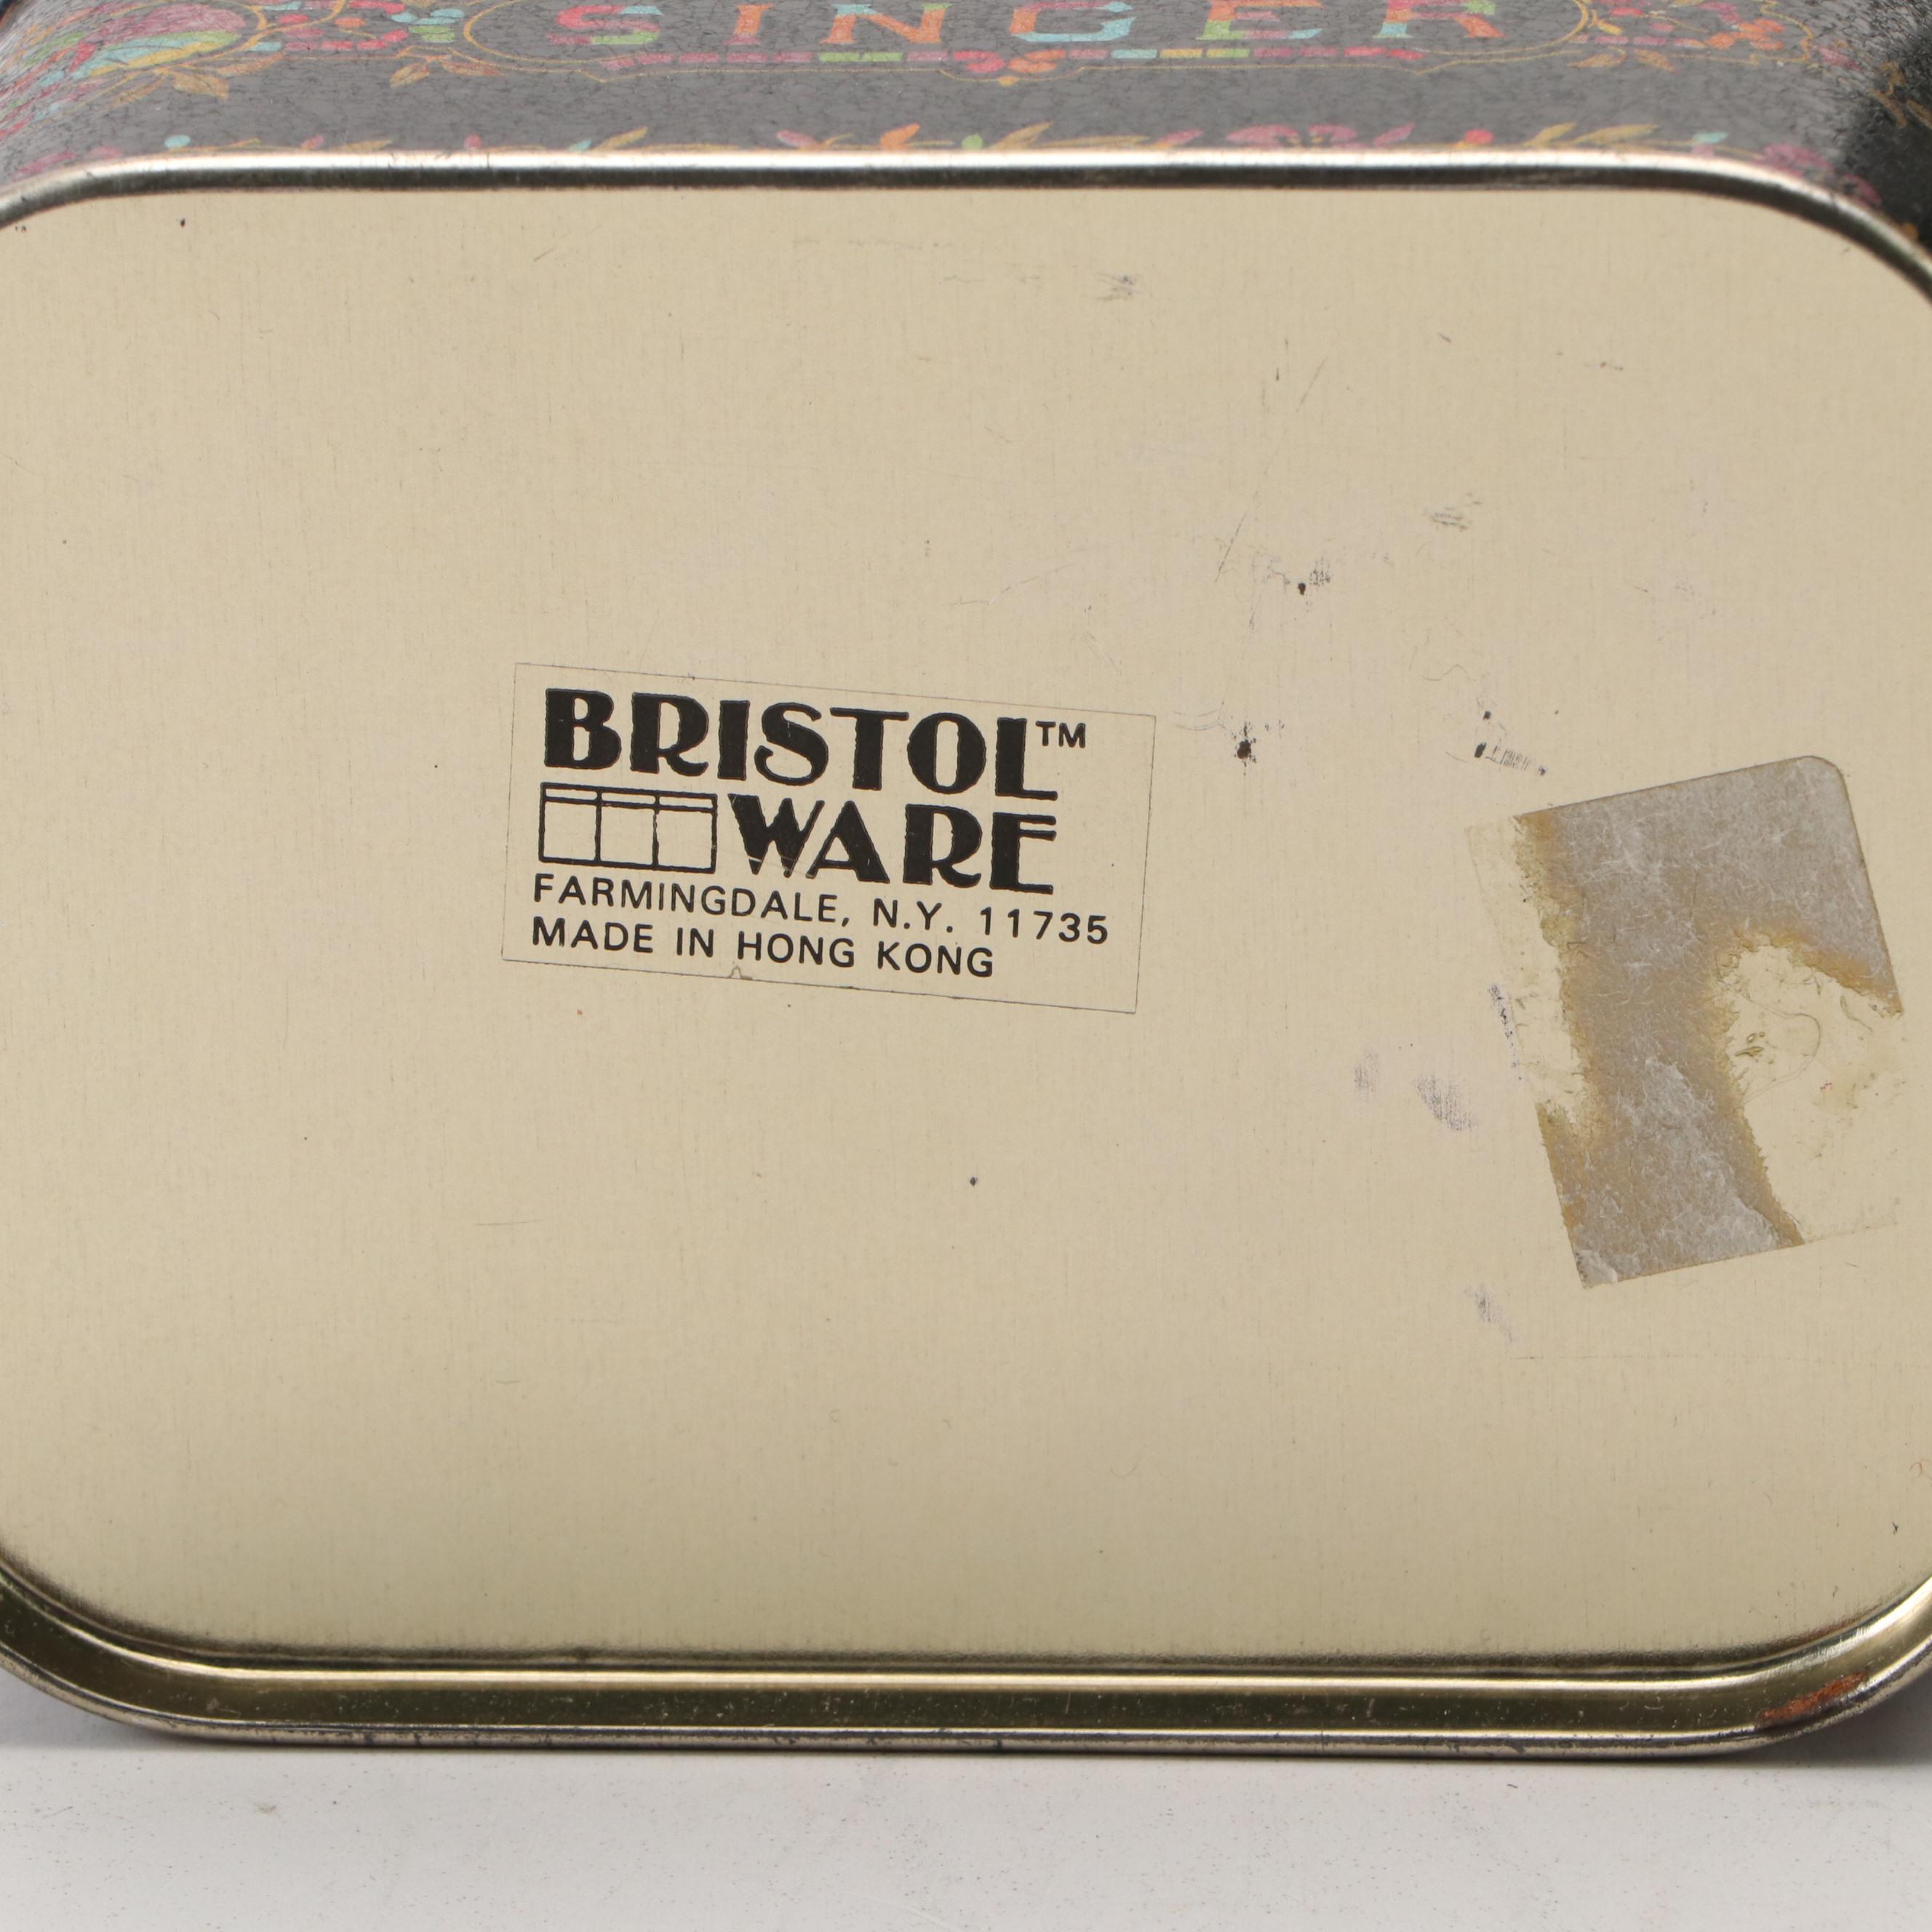 SINGER
BRISTOL™
WARE
FARMINGDALE, N.Y. 11735
MADE IN HONG KONG